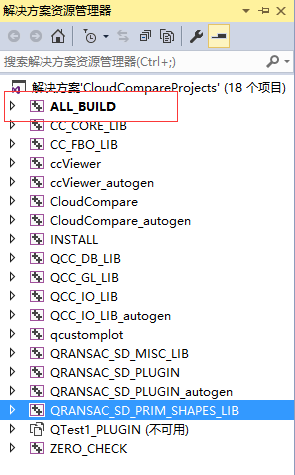 解决方案资源管理器
搜索解决方案资源管理器(Ctrl+;)
解决方案'CloudCompareProjects' (18 个项目)
ALL_BUILD
CC_CORE_LIB
CC_FBO_LIB
ccViewer
ccViewer_autogen
CloudCompare
CloudCompare_autogen
INSTALL
QCC_DB_LIB
QCC_GL_LIB
QCC_IO_LIB
QCC_IO_LIB_autogen
qcustomplot
QRANSAC_SD_MISC_LIB
QRANSAC_SD_PLUGIN
QRANSAC_SD_PLUGIN_autogen
QRANSAC_SD_PRIM_SHAPES_LIB
QTest1_PLUGIN (不可用)
ZERO_CHECK